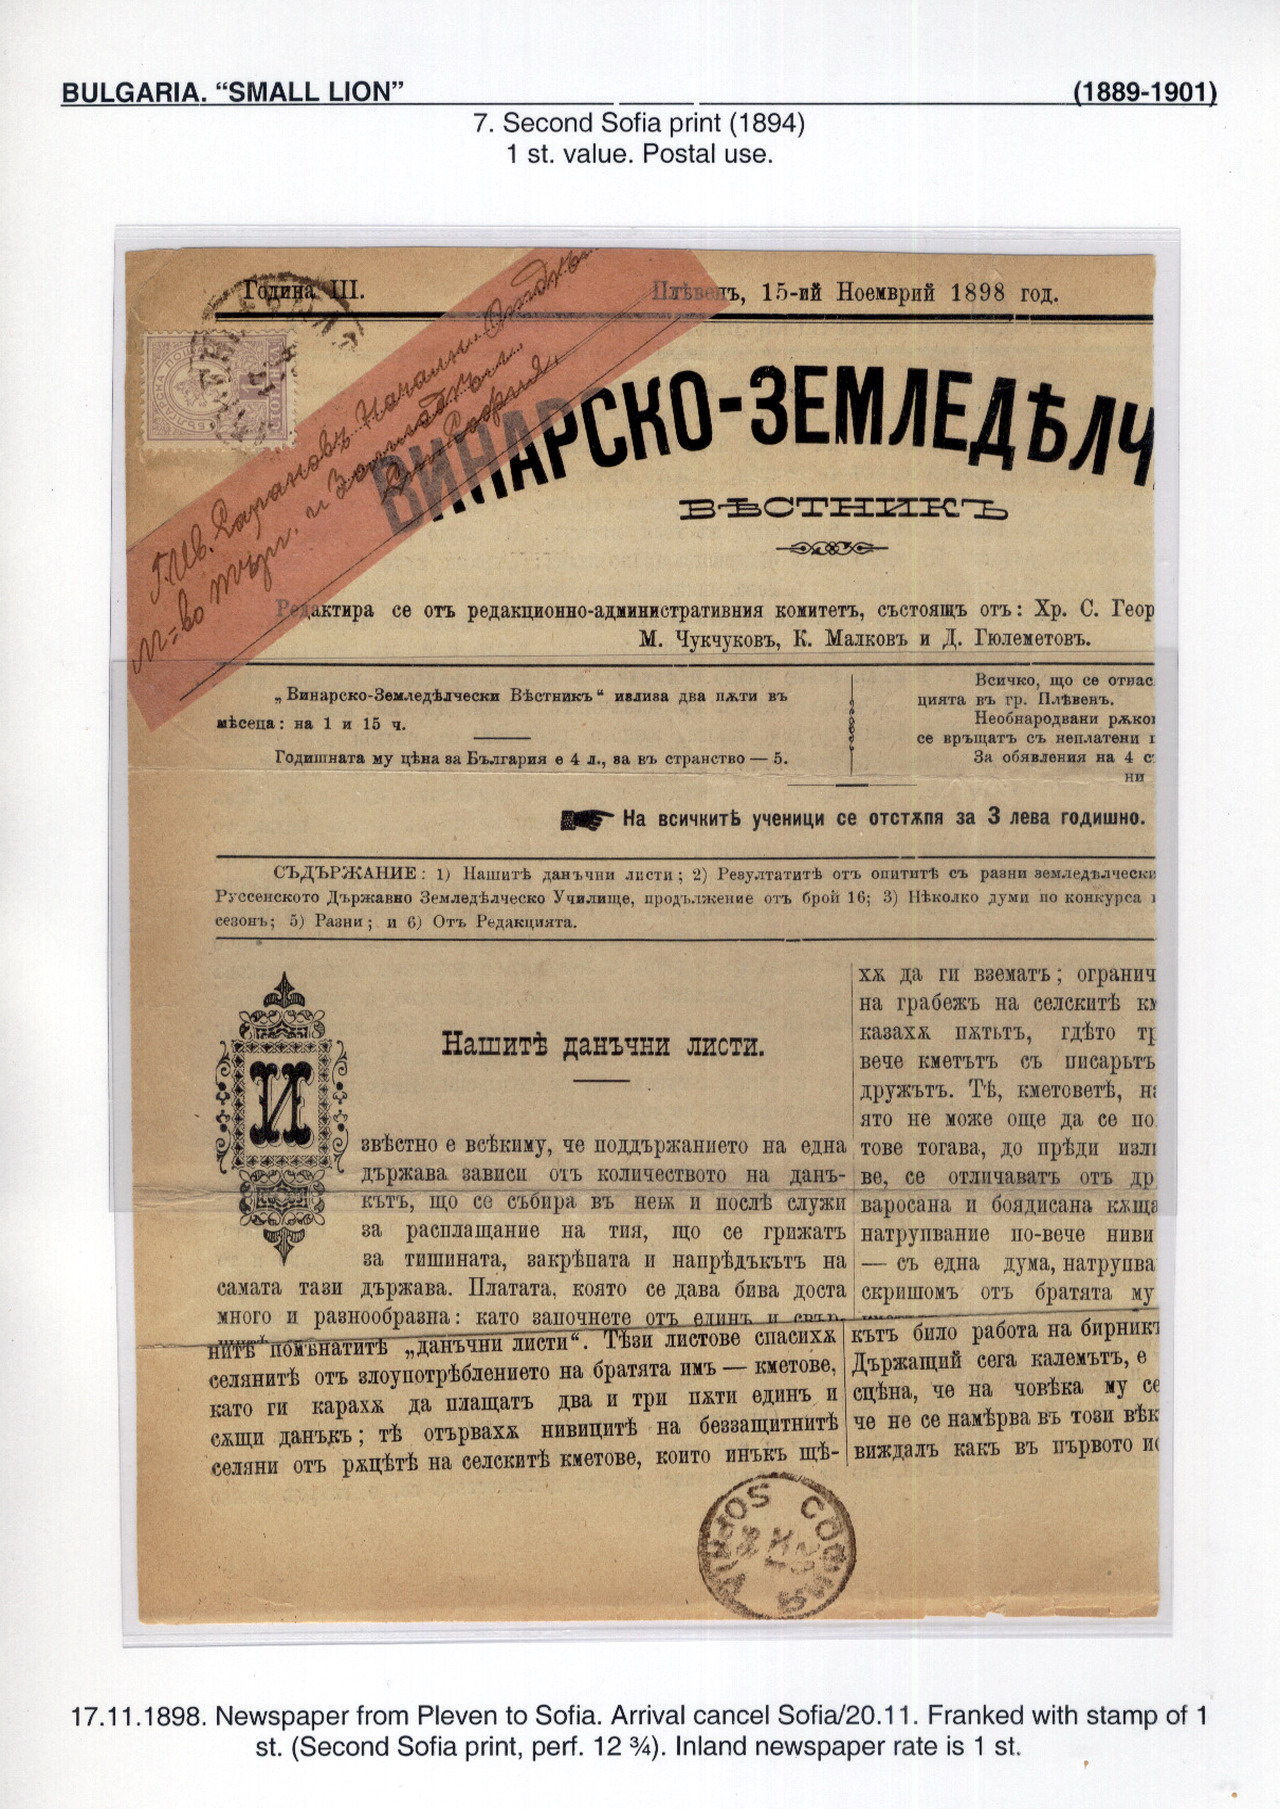 BULGARIA. “SMALL LION” (1889-1901)
7. Second Sofia print (1894)
1 st. value. Postal use.
Година III.
Плѣвенъ, 15-ий Ноемврий 1898 год.
ВИНАРСКО-ЗЕМЛЕДѢЛЧ
ВѢСТНИКЪ
Редактира се отъ редакционно-административния комитетъ, състоящъ отъ: Хр. С. Геор
М. Чукчуковъ, К. Малковъ и Д. Гюлеметовъ.
„Винарско-Земледѣлчески Вѣстникъ“ излиза два пѫти въ
мѣсеца: на 1 и 15 ч.
Годишната му цѣна за България е 4 л., за въ странство — 5.
Всичко, що се отнас
цията въ гр. Плѣвенъ.
Необнародвани рѫко
се връщатъ съ неплатени
За обявления на 4 с
ни
На всичкитѣ ученици се отстѫпя за 3 лева годишно.
СЪДЪРЖАНИЕ: 1) Нашитѣ данъчни листи; 2) Резултатитѣ отъ опититѣ съ разни земледѣлчески
Руссенското Държавно Земледѣлческо Училище, продължение отъ брой 16; 3) Нѣколко думи по конкурса
сезонъ; 5) Разни; и 6) Отъ Редакцията.
Нашитѣ данъчни листи.
И
звѣстно е всѣкиму, че поддържанието на една
държава зависи отъ количеството на данъ-
кътъ, що се събира въ неѭ и послѣ служи
за расплащание на тия, що се грижатъ
за тишината, закрѣпата и напрѣдъкътъ на
самата тази държава. Платата, която се дава бива доста
много и разнообразна: като започнете отъ единъ и свър-
нитѣ помѣнатитѣ „данъчни листи“. Тѣзи листове спасихѫ
селянитѣ отъ злоупотрѣблението на братята имъ — кметове,
като ги карахѫ да плащатъ два и три пѫти единъ и
сѫщи данъкъ; тѣ отървахѫ нивицитѣ на беззащитнитѣ
селяни отъ рѫцѣтѣ на селскитѣ кметове, които инъкъ щѣ-
хѫ да ги взематъ; огранич
на грабежъ на селскитѣ км
казахѫ пѫтьтъ, гдѣто тр
вече кметътъ съ писарьтъ
дружътъ. Тѣ, кметоветѣ, на
ято не може още да се по
тове тогава, до прѣди изл
ве, се отличаватъ отъ др
варосана и боядисана кѫща
натрупвание по-вече ниви
— съ една дума, натрупва
скришомъ отъ братята му
кътъ било работа на бирник
Държащий сега калемътъ, е
сцѣна, че на човѣка му се
че не се намѣрва въ този вѣк
виждалъ какъ въ първото ис
SOPHIA СОФИЯ
17.11.1898. Newspaper from Pleven to Sofia. Arrival cancel Sofia/20.11. Franked with stamp of 1
st. (Second Sofia print, perf. 12 ¾). Inland newspaper rate is 1 st.